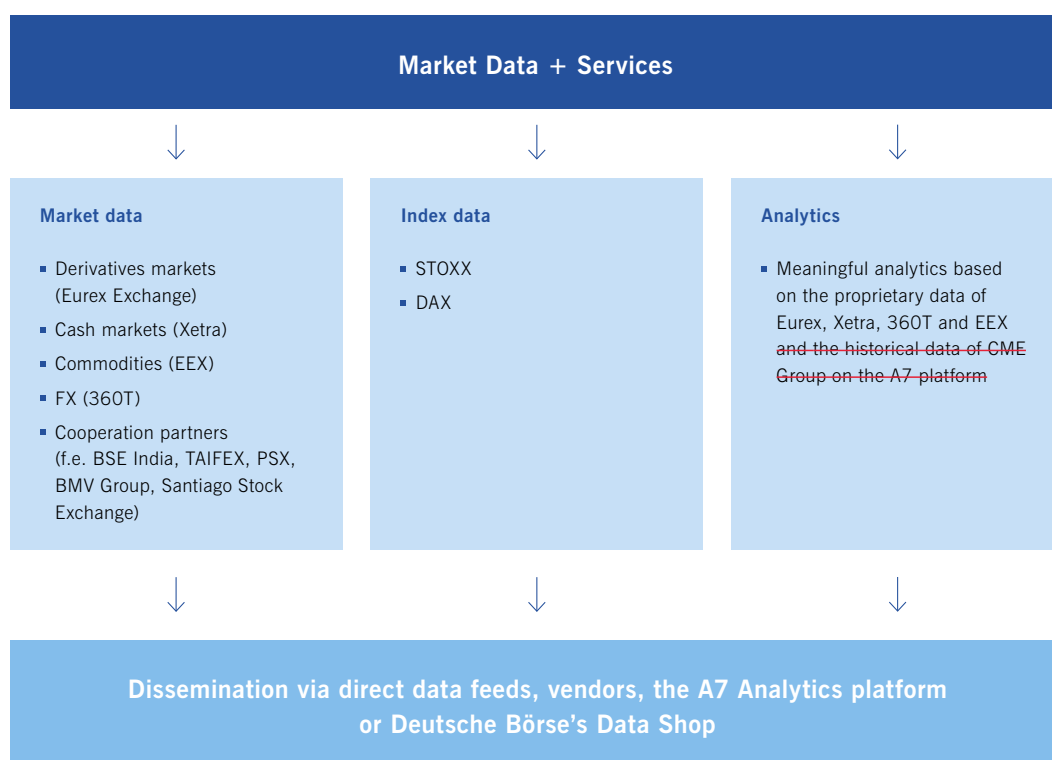 Market Data + Services
Market data
Derivatives markets
(Eurex Exchange)
Cash markets (Xetra)
Commodities (EEX)
FX (360T)
Cooperation partners
(f.e. BSE India, TAIFEX, PSX,
BMV Group, Santiago Stock
Exchange)
Index data
STOXX
DAX
Analytics
Meaningful analytics based
on the proprietary data of
Eurex, Xetra, 360T and EEX
and the historical data of CME
Group on the A7 platform
Dissemination via direct data feeds, vendors, the A7 Analytics platform
or Deutsche Börse’s Data Shop